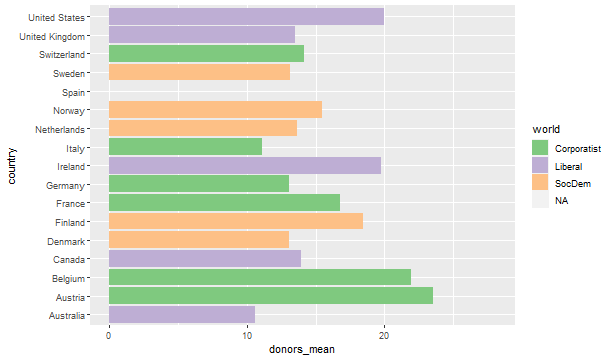 country
United States
United Kingdom
Switzerland
Sweden
Spain
Norway
Netherlands
Italy
Ireland
Germany
France
Finland
Denmark
Canada
Belgium
Austria
Australia
0 10 20
donors_mean
world
Corporatist
Liberal
SocDem
NA